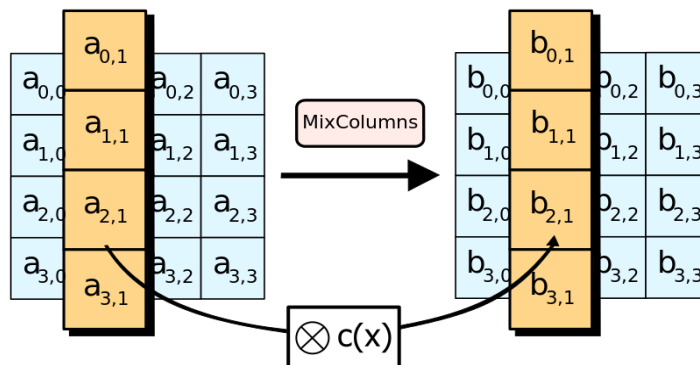 a0,1 b0,1
a0,0 a0,2 a0,3 b0,0 b0,2 b0,3
MixColumns
a1,0 a1,1 a1,2 a1,3 b1,0 b1,1 b1,2 b1,3
a2,0 a2,1 a2,2 a2,3 b2,0 b2,1 b2,2 b2,3
a3,0 a3,1 a3,2 a3,3 b3,0 b3,1 b3,2 b3,3
⊗ c(x)